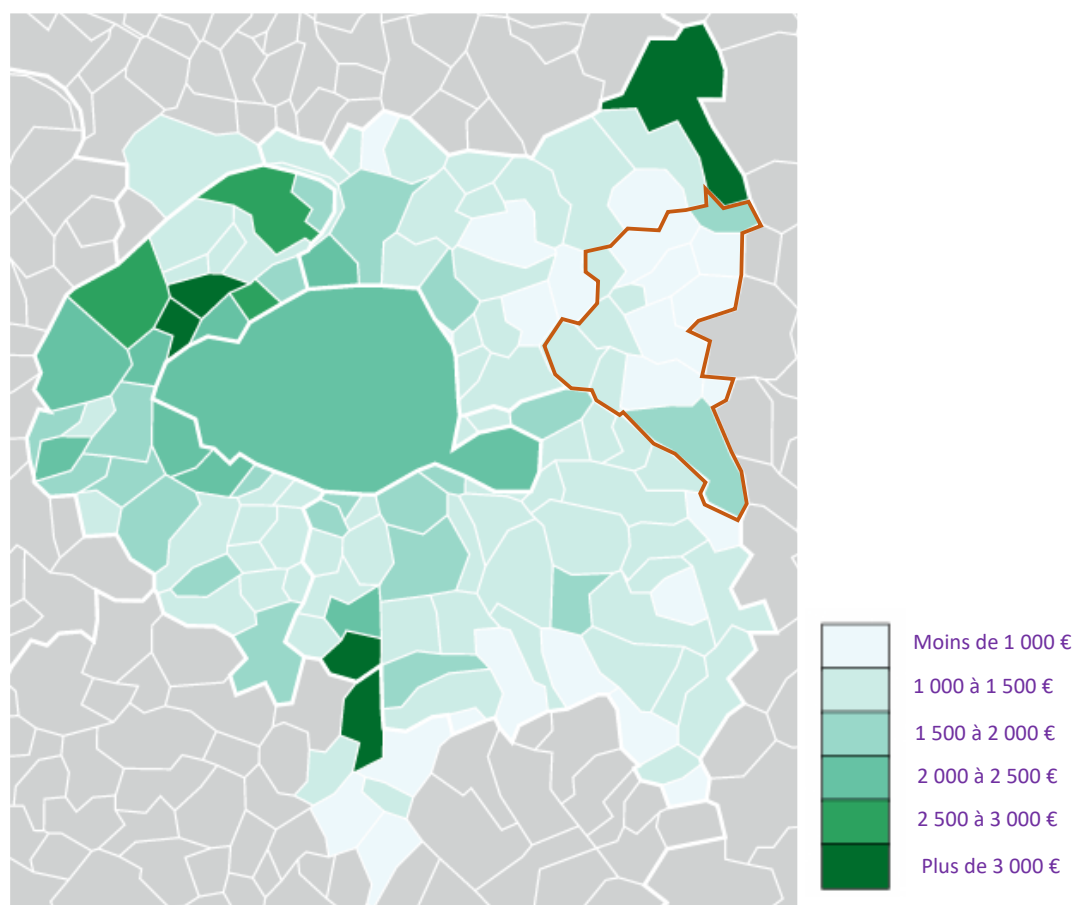 Moins de 1 000 €
1 000 à 1 500 €
1 500 à 2 000 €
2 000 à 2 500 €
2 500 à 3 000 €
Plus de 3 000 €